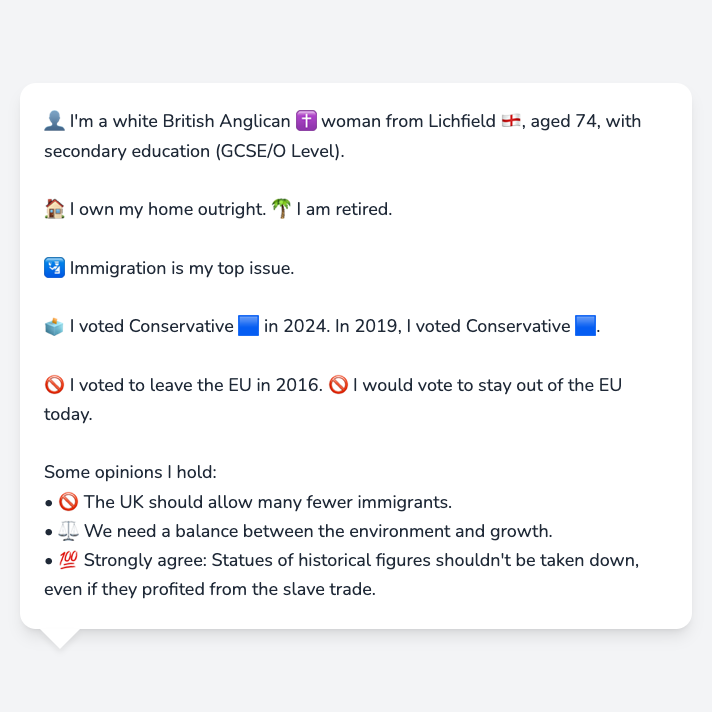 👤 I'm a white British Anglican ✝️ woman from Lichfield 🏴󠁧󠁢󠁥󠁮󠁧󠁿, aged 74, with
secondary education (GCSE/O Level).
🏠 I own my home outright. 🌴 I am retired.
🛂 Immigration is my top issue.
🗳️ I voted Conservative 🟦 in 2024. In 2019, I voted Conservative 🟦.
🚫 I voted to leave the EU in 2016. 🚫 I would vote to stay out of the EU
today.
Some opinions I hold:
• 🚫 The UK should allow many fewer immigrants.
• ⚖️ We need a balance between the environment and growth.
• 💯 Strongly agree: Statues of historical figures shouldn't be taken down,
even if they profited from the slave trade.